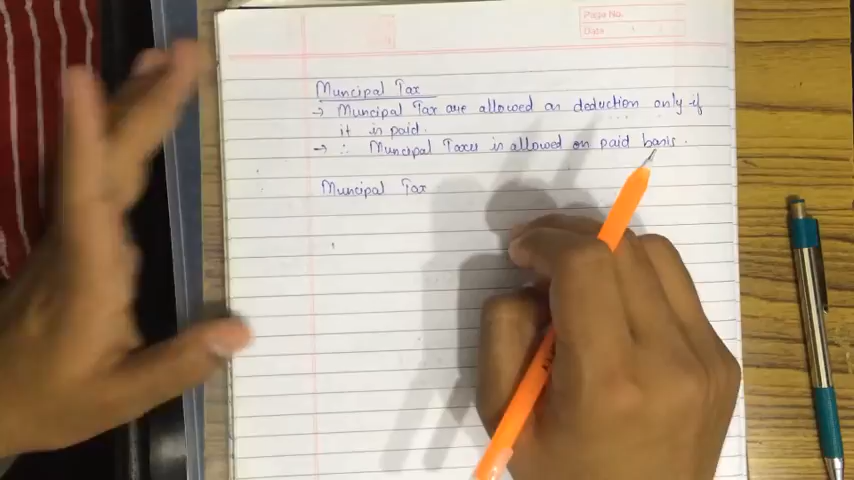 Page No.
Date
Muncipal Tax
→ Muncipal Tax are allowed as deduction only if
it is paid.
→ ∴ Muncipal Taxes is allowed on paid basis.
Muncipal Tax